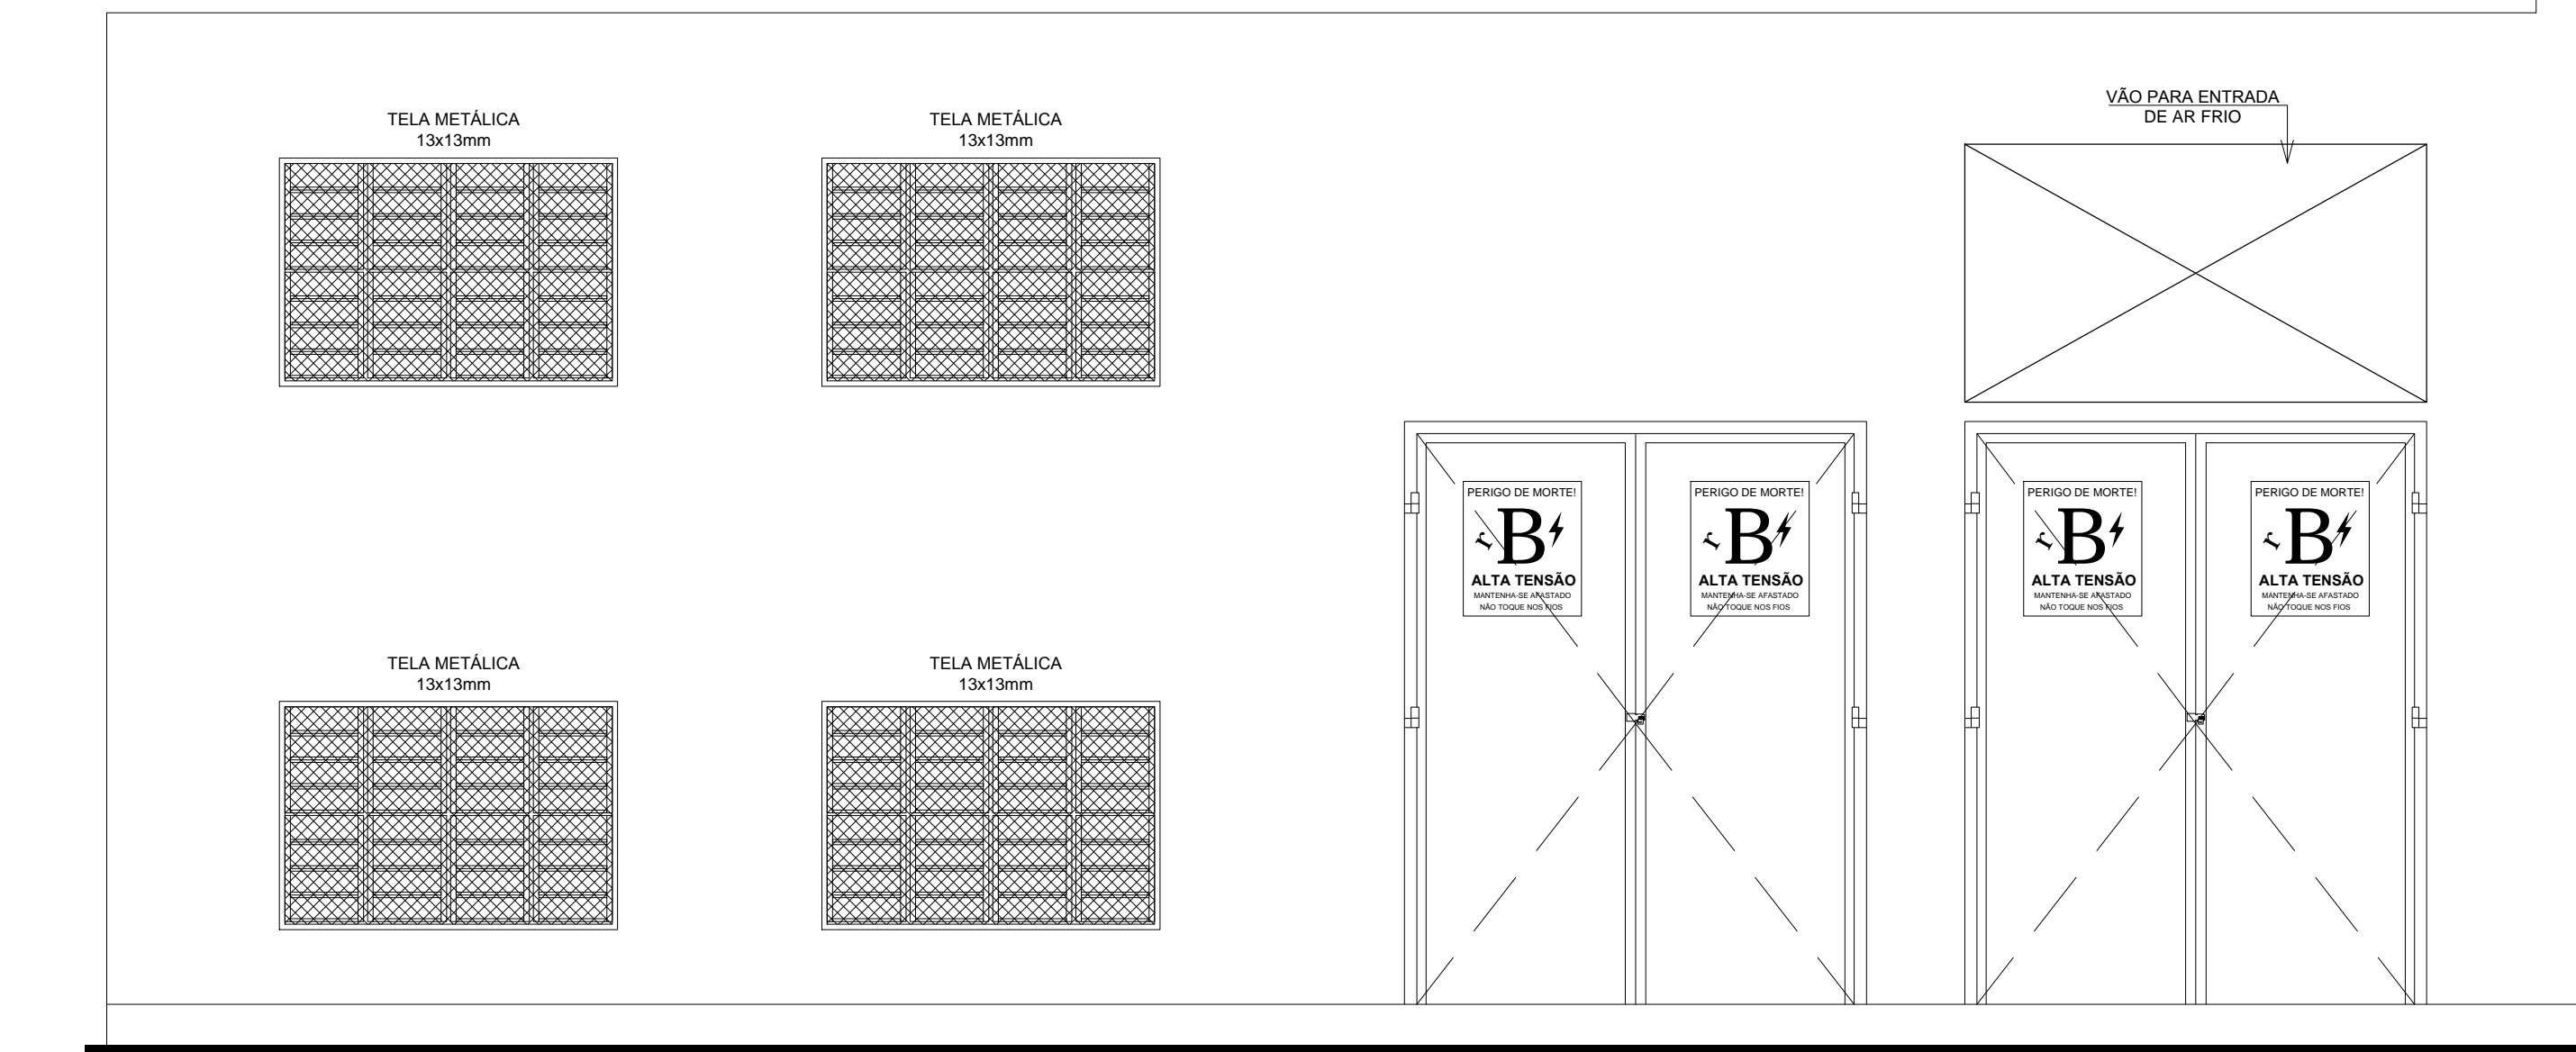 TELA METÁLICA
13x13mm
TELA METÁLICA
13x13mm
VÃO PARA ENTRADA
DE AR FRIO
PERIGO DE MORTE!
r B
ALTA TENSÃO
MANTENHA-SE AFASTADO
NÃO TOQUE NOS FIOS
PERIGO DE MORTE!
r B
ALTA TENSÃO
MANTENHA-SE AFASTADO
NÃO TOQUE NOS FIOS
PERIGO DE MORTE!
r B
ALTA TENSÃO
MANTENHA-SE AFASTADO
NÃO TOQUE NOS FIOS
PERIGO DE MORTE!
r B
ALTA TENSÃO
MANTENHA-SE AFASTADO
NÃO TOQUE NOS FIOS
TELA METÁLICA
13x13mm
TELA METÁLICA
13x13mm